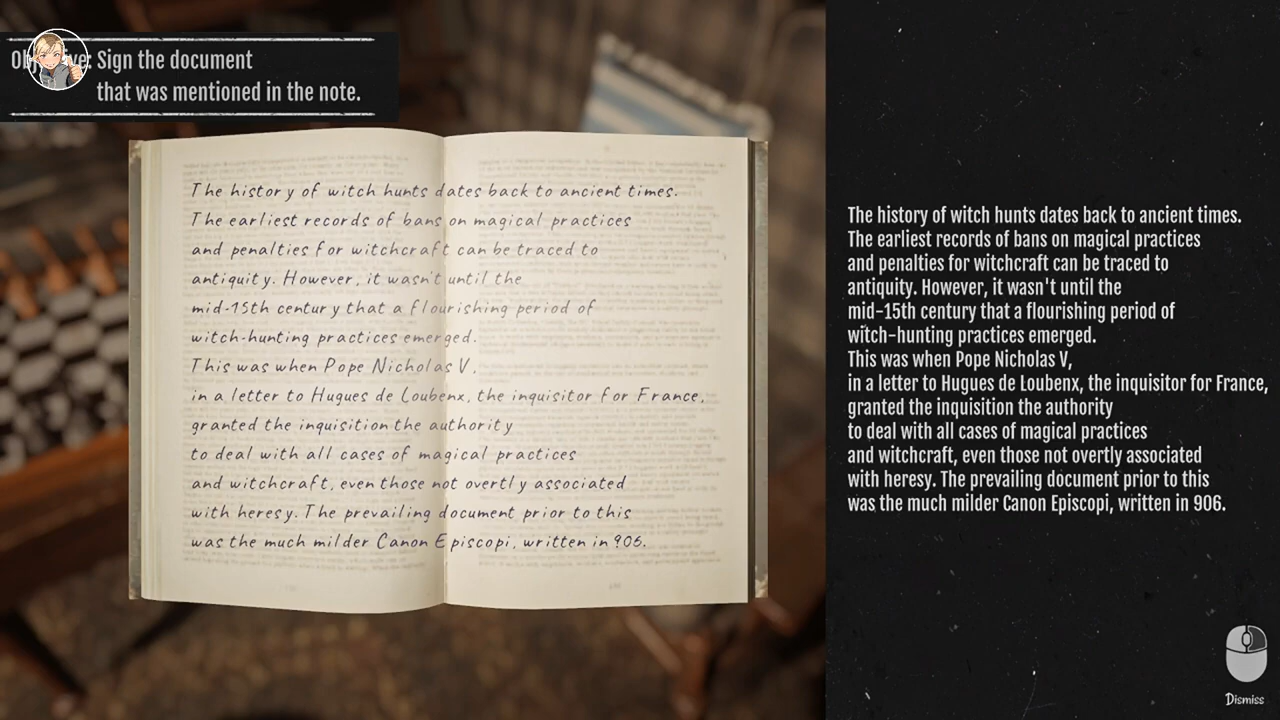 Objective: Sign the document
that was mentioned in the note.
The history of witch hunts dates back to ancient times.
The earliest records of bans on magical practices
and penalties for witchcraft can be traced to
antiquity. However, it wasn't until the
mid-15th century that a flourishing period of
witch-hunting practices emerged.
This was when Pope Nicholas V,
in a letter to Hugues de Loubenx, the inquisitor for France,
granted the inquisition the authority
to deal with all cases of magical practices
and witchcraft, even those not overtly associated
with heresy. The prevailing document prior to this
was the much milder Canon Episcopi, written in 906.
The history of witch hunts dates back to ancient times.
The earliest records of bans on magical practices
and penalties for witchcraft can be traced to
antiquity. However, it wasn't until the
mid-15th century that a flourishing period of
witch-hunting practices emerged.
This was when Pope Nicholas V,
in a letter to Hugues de Loubenx, the inquisitor for France,
granted the inquisition the authority
to deal with all cases of magical practices
and witchcraft, even those not overtly associated
with heresy. The prevailing document prior to this
was the much milder Canon Episcopi, written in 906.
Dismiss